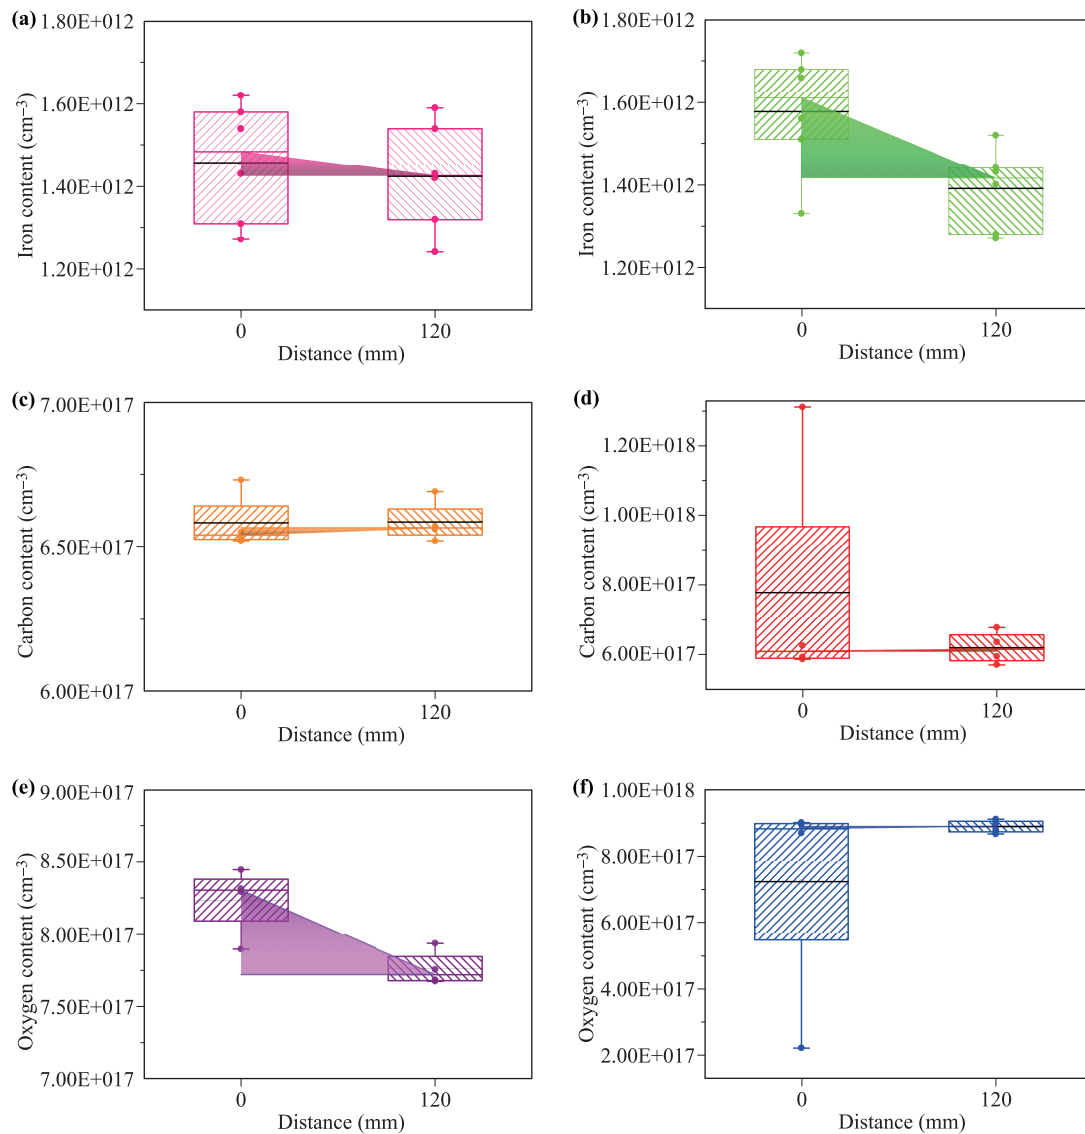 (a)
1.80E+012
1.60E+012
1.40E+012
1.20E+012
Iron content (cm⁻³)
0
120
Distance (mm)
(b)
1.80E+012
1.60E+012
1.40E+012
1.20E+012
Iron content (cm⁻³)
0
120
Distance (mm)
(c)
7.00E+017
6.50E+017
6.00E+017
Carbon content (cm⁻³)
0
120
Distance (mm)
(d)
1.20E+018
1.00E+018
8.00E+017
6.00E+017
Carbon content (cm⁻³)
0
120
Distance (mm)
(e)
9.00E+017
8.50E+017
8.00E+017
7.50E+017
7.00E+017
Oxygen content (cm⁻³)
0
120
Distance (mm)
(f)
1.00E+018
8.00E+017
6.00E+017
4.00E+017
2.00E+017
Oxygen content (cm⁻³)
0
120
Distance (mm)